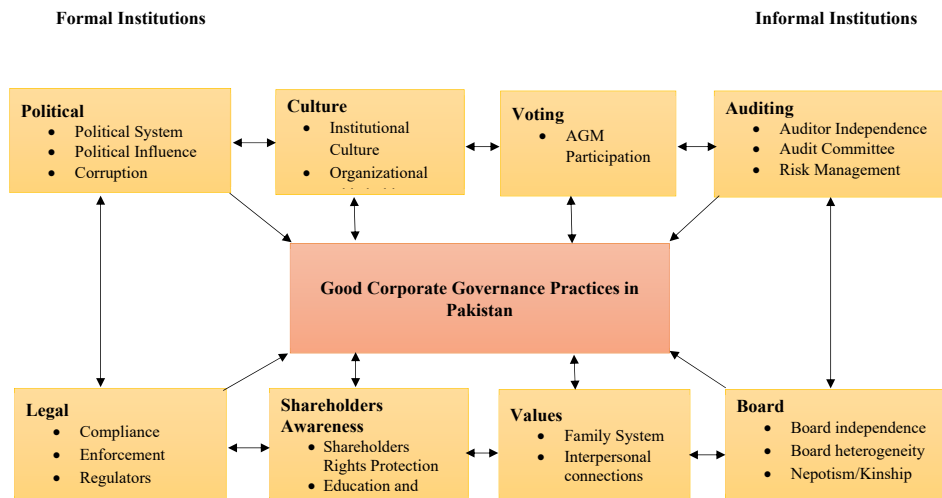 Formal Institutions
Informal Institutions
Political
• Political System
• Political Influence
• Corruption
Culture
• Institutional
Culture
• Organizational
Voting
• AGM
Participation
Auditing
• Auditor Independence
• Audit Committee
• Risk Management
Good Corporate Governance Practices in
Pakistan
Legal
• Compliance
• Enforcement
• Regulators
Shareholders
Awareness
• Shareholders
Rights Protection
• Education and
Values
• Family System
• Interpersonal
connections
Board
• Board independence
• Board heterogeneity
• Nepotism/Kinship